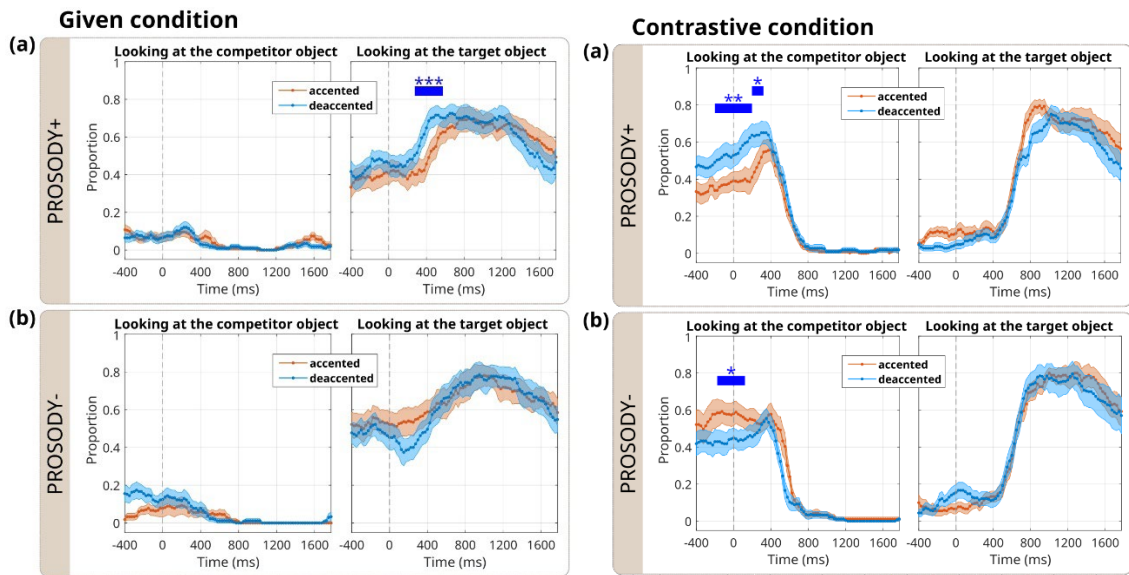 Given condition
(a)
PROSODY+
Looking at the competitor object
Looking at the target object
accented
deaccented
***
Proportion
1
0.8
0.6
0.4
0.2
0
-400 0 400 800 1200 1600
-400 0 400 800 1200 1600
Time (ms)
Time (ms)
(b)
PROSODY-
Looking at the competitor object
Looking at the target object
accented
deaccented
Proportion
1
0.8
0.6
0.4
0.2
0
-400 0 400 800 1200 1600
-400 0 400 800 1200 1600
Time (ms)
Time (ms)
Contrastive condition
(a)
PROSODY+
Looking at the competitor object
Looking at the target object
accented
deaccented
**
*
Proportion
1
0.8
0.6
0.4
0.2
0
-400 0 400 800 1200 1600
-400 0 400 800 1200 1600
Time (ms)
Time (ms)
(b)
PROSODY-
Looking at the competitor object
Looking at the target object
accented
deaccented
*
Proportion
1
0.8
0.6
0.4
0.2
0
-400 0 400 800 1200 1600
-400 0 400 800 1200 1600
Time (ms)
Time (ms)